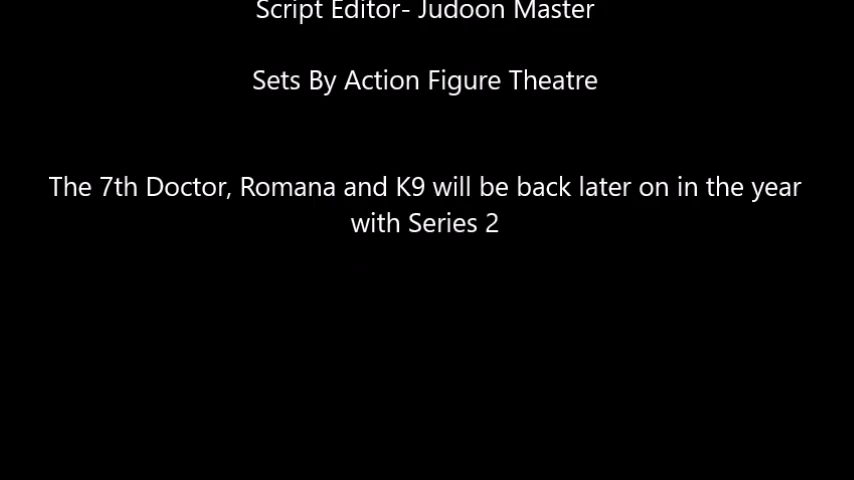 Script Editor- Judoon Master
Sets By Action Figure Theatre
The 7th Doctor, Romana and K9 will be back later on in the year
with Series 2